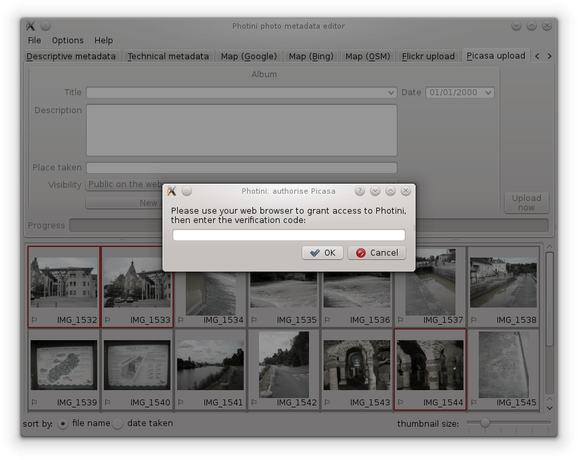 Photini photo metadata editor
File Options Help
Descriptive metadata Technical metadata Map (Google) Map (Bing) Map (OSM) Flickr upload Picasa upload
Album
Title Date 01/01/2000
Description
Place taken
Visibility Public on the web
New
Upload now
Progress
Photini: authorise Picasa
Please use your web browser to grant access to Photini,
then enter the verification code:
OK Cancel
IMG_1532 IMG_1533 IMG_1534 IMG_1535 IMG_1536 IMG_1537 IMG_1538
IMG_1539 IMG_1540 IMG_1541 IMG_1542 IMG_1543 IMG_1544 IMG_1545
sort by: file name date taken thumbnail size: